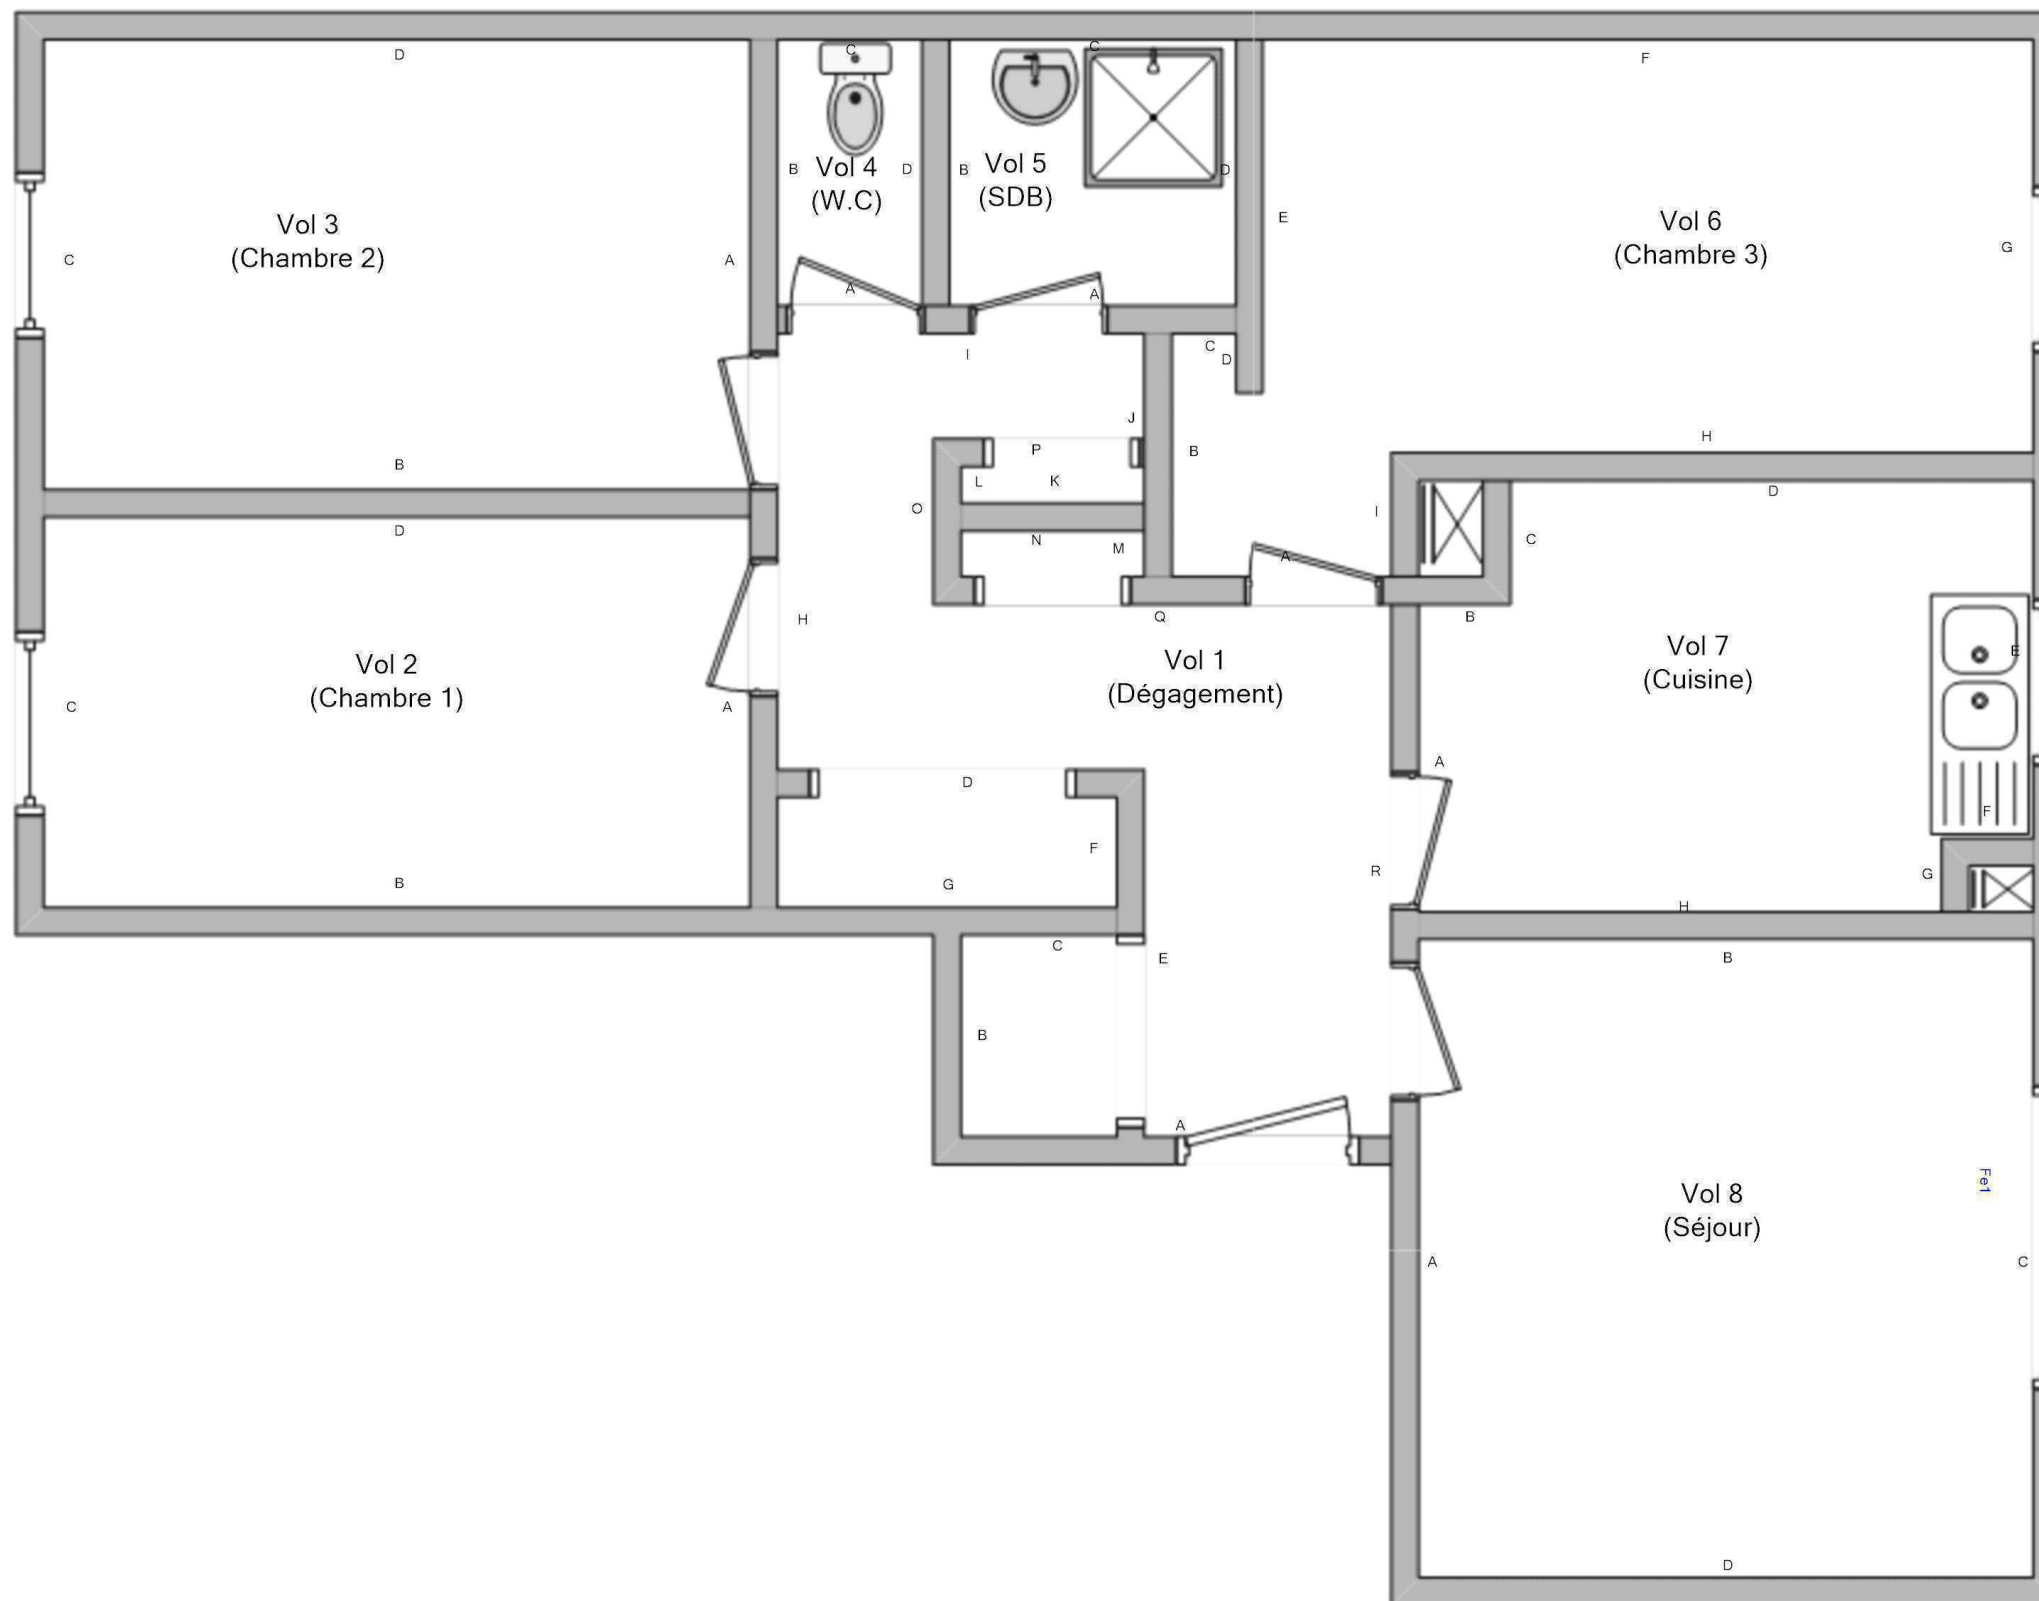 D
C
C
F
Vol 4
(W.C)
B
D
Vol 5
(SDB)
B
D
Vol 3
(Chambre 2)
C
A
E
Vol 6
(Chambre 3)
G
A
A
I
C
D
J
B
H
P
B
L
K
O
I
D
D
N
M
C
A
H
Q
B
Vol 2
(Chambre 1)
Vol 1
(Dégagement)
Vol 7
(Cuisine)
E
C
A
A
D
F
F
R
G
B
G
H
C
E
B
B
A
Vol 8
(Séjour)
Fe1
A
C
D